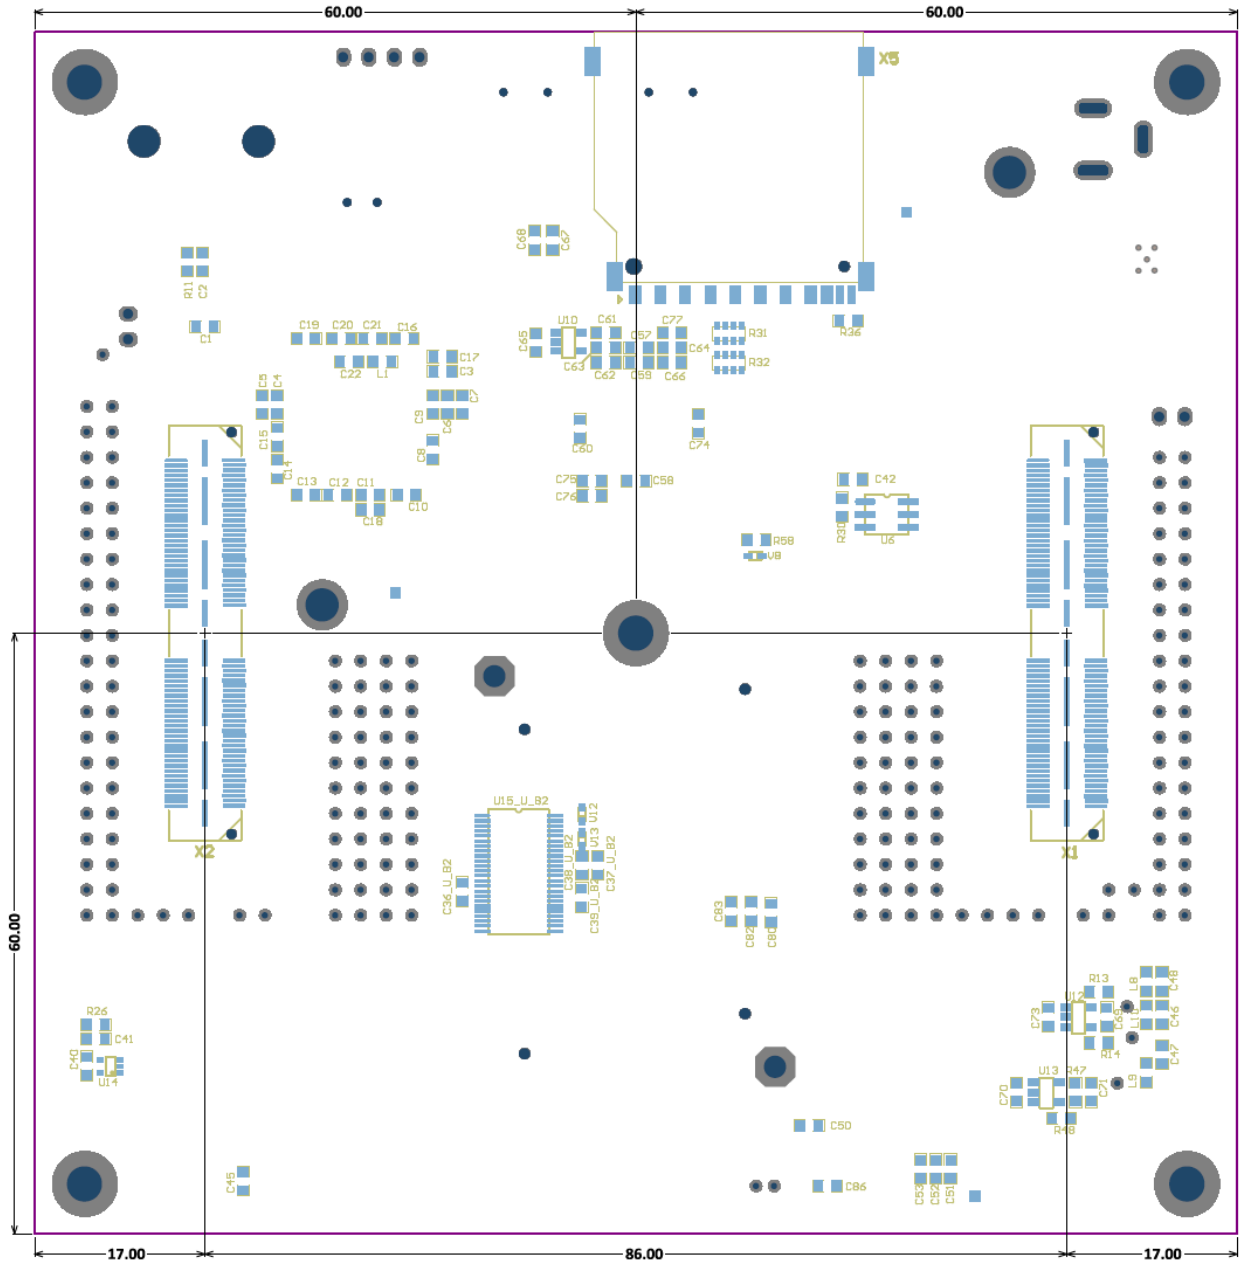 60.00 60.00
X5
C68 C67
R11 C2
C1
C19 C20 C21 C16
U10 C61 C77
C65 C57 R31 R36
C22 L1 C17 C3
C63 C62 C59 C64 C66 R32
C5 C4 C7
C9 C6
C15 C60 C74
C8
C14
C13 C12 C11 C10
C18
C75 C58 C42
C76
R30 U6
R58
V8
X2 X1
U15_U_B2
V12
V13
C36_U_B2 C38_U_B2 C37_U_B2
C39_U_B2
C83 C82 C80
60.00
R26
C41
C40
U14
R13 L8 C48
U12
C73 C69 L10 C46
R14
C47
U13 R47
C70 C71 L9
R48
C50
C45
C86
C53 C52 C51
17.00 86.00 17.00